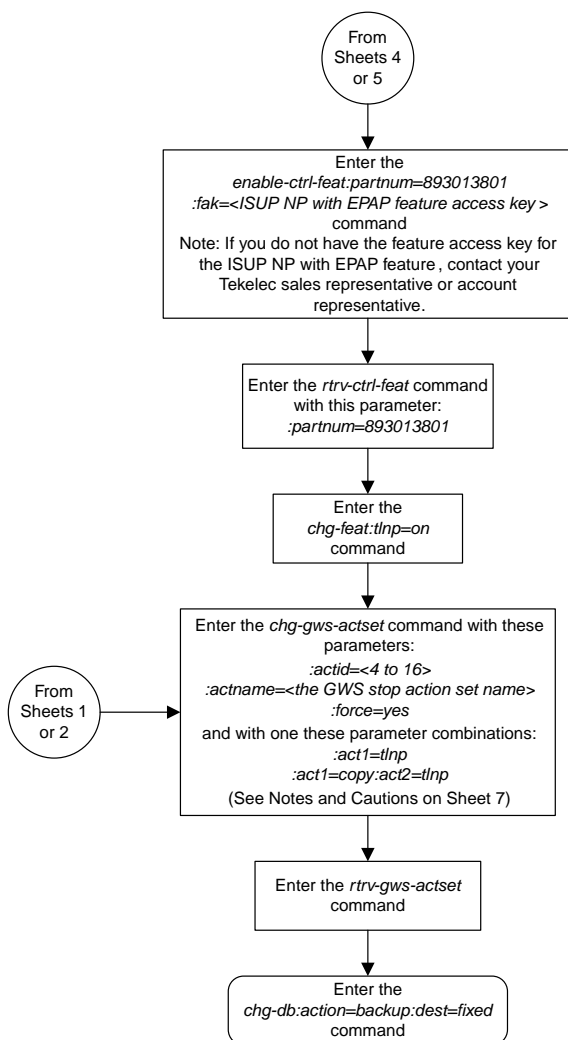 From
Sheets 4
or 5
Enter the
enable-ctrl-feat:partnum=893013801
:fak=<ISUP NP with EPAP feature access key>
command
Note: If you do not have the feature access key for
the ISUP NP with EPAP feature, contact your
Tekelec sales representative or account
representative.
Enter the rtrv-ctrl-feat command
with this parameter:
:partnum=893013801
Enter the
chg-feat:tlnp=on
command
From
Sheets 1
or 2
Enter the chg-gws-actset command with these
parameters:
:actid=<4 to 16>
:actname=<the GWS stop action set name>
:force=yes
and with one these parameter combinations:
:act1=tlnp
:act1=copy:act2=tlnp
(See Notes and Cautions on Sheet 7)
Enter the rtrv-gws-actset
command
Enter the
chg-db:action=backup:dest=fixed
command